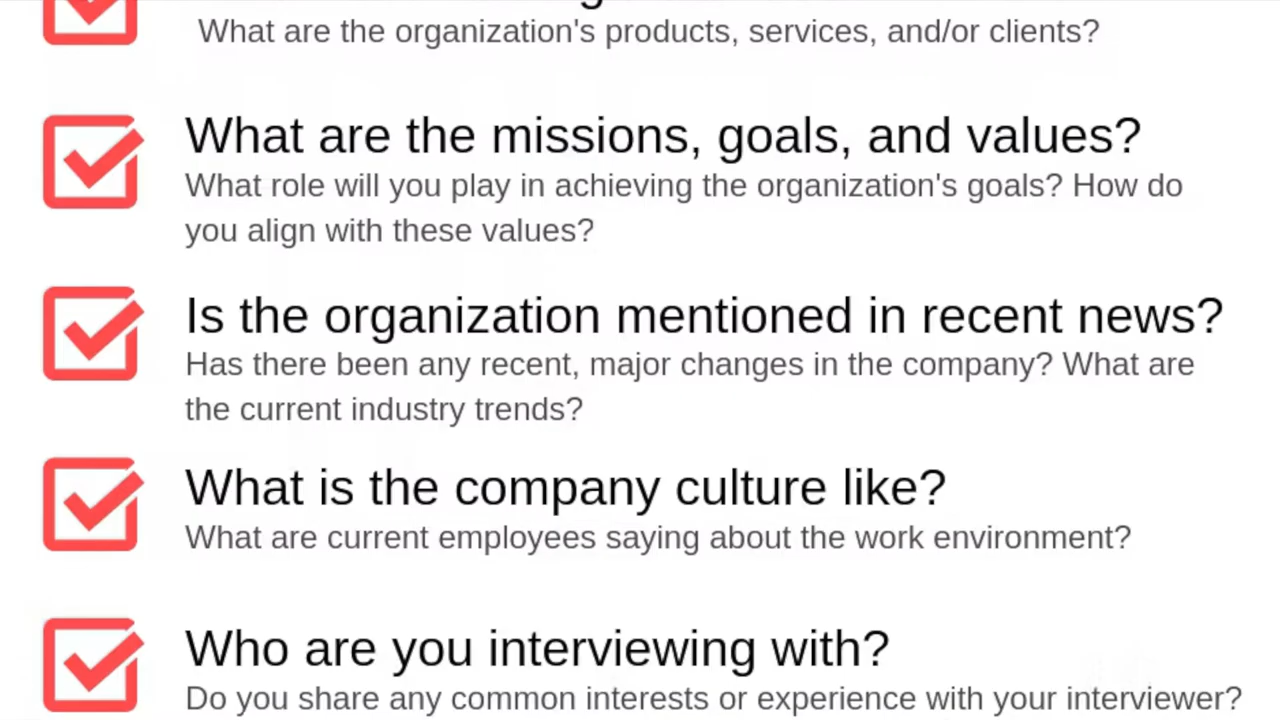 What are the organization's products, services, and/or clients?
What are the missions, goals, and values?
What role will you play in achieving the organization's goals? How do
you align with these values?
Is the organization mentioned in recent news?
Has there been any recent, major changes in the company? What are
the current industry trends?
What is the company culture like?
What are current employees saying about the work environment?
Who are you interviewing with?
Do you share any common interests or experience with your interviewer?